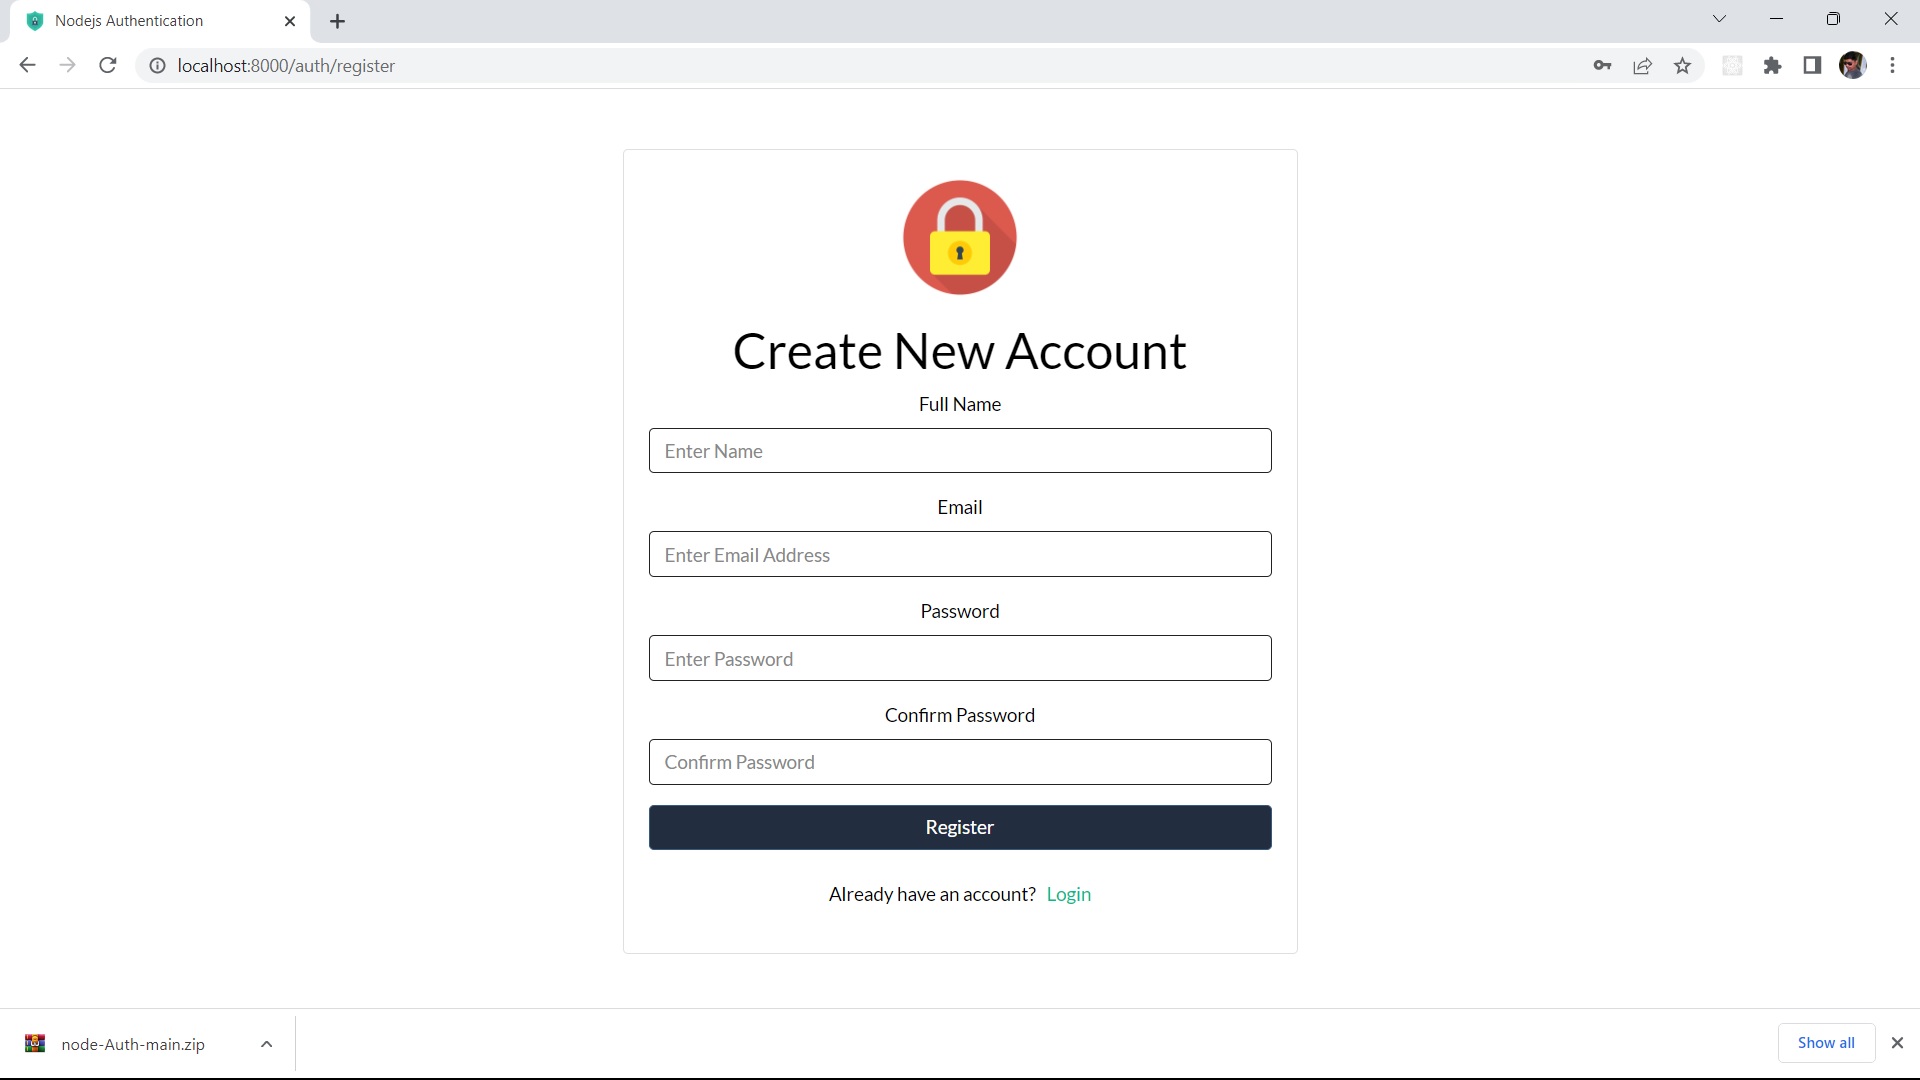 Nodejs Authentication
localhost:8000/auth/register
Create New Account
Full Name
Enter Name
Email
Enter Email Address
Password
Enter Password
Confirm Password
Confirm Password
Register
Already have an account? Login
node-Auth-main.zip
Show all